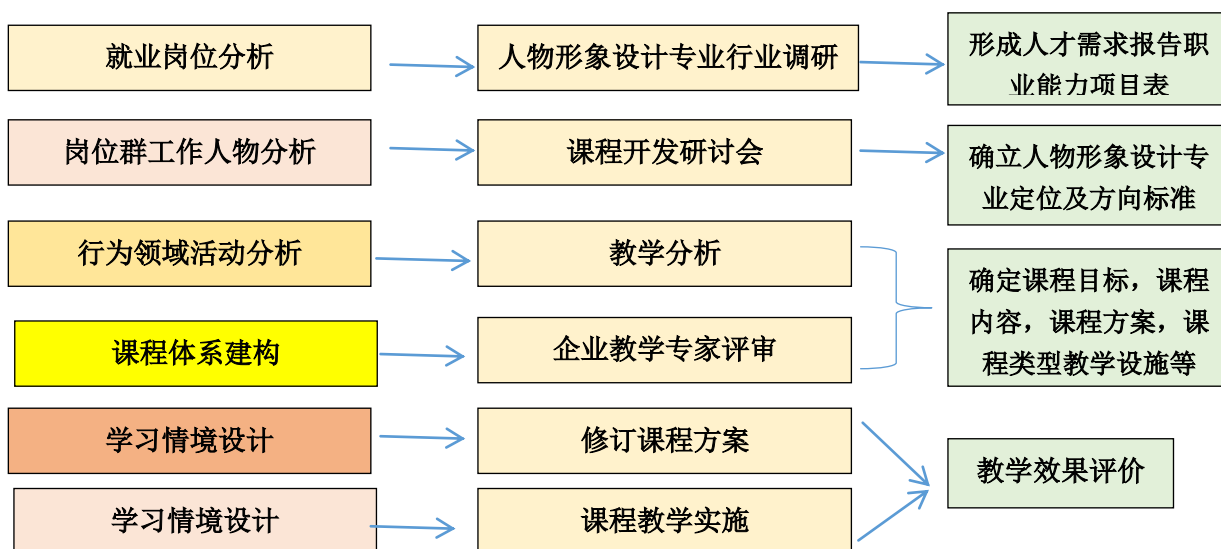 就业岗位分析
人物形象设计专业行业调研
形成人才需求报告职
业能力项目表
岗位群工作人物分析
课程开发研讨会
确立人物形象设计专
业定位及方向标准
行为领域活动分析
教学分析
确定课程目标，课程
内容，课程方案，课
程类型教学设施等
课程体系建构
企业教学专家评审
学习情境设计
修订课程方案
教学效果评价
学习情境设计
课程教学实施